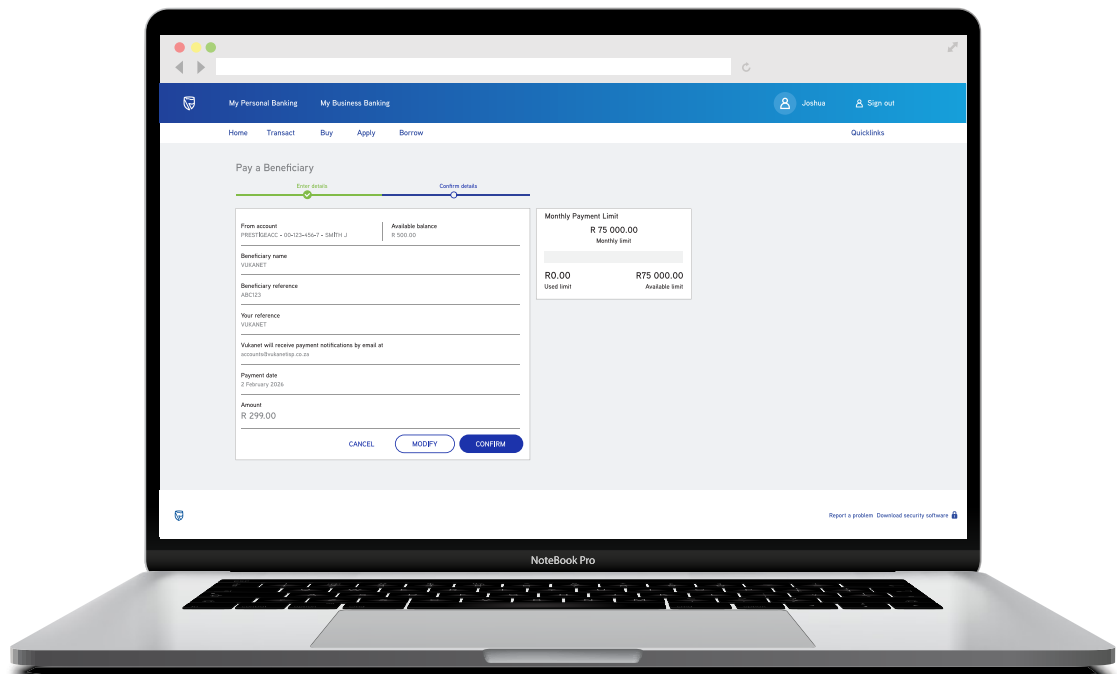 My Personal Banking My Business Banking Joshua Sign out
Home Transact Buy Apply Borrow Quicklinks
Pay a Beneficiary
Enter details Confirm details
From account Available balance
PRESTIGEACC - 00-123-456-7 - SMITH J R 500.00
Beneficiary name
VUKANET
Beneficiary reference
ABC123
Your reference
VUKANET
Vukanet will receive payment notifications by email at
accounts@vukanetisp.co.za
Payment date
2 February 2026
Amount
R 299.00
CANCEL MODIFY CONFIRM
Monthly Payment Limit
R 75 000.00
Monthly limit
R0.00 R75 000.00
Used limit Available limit
Report a problem Download security software
NoteBook Pro